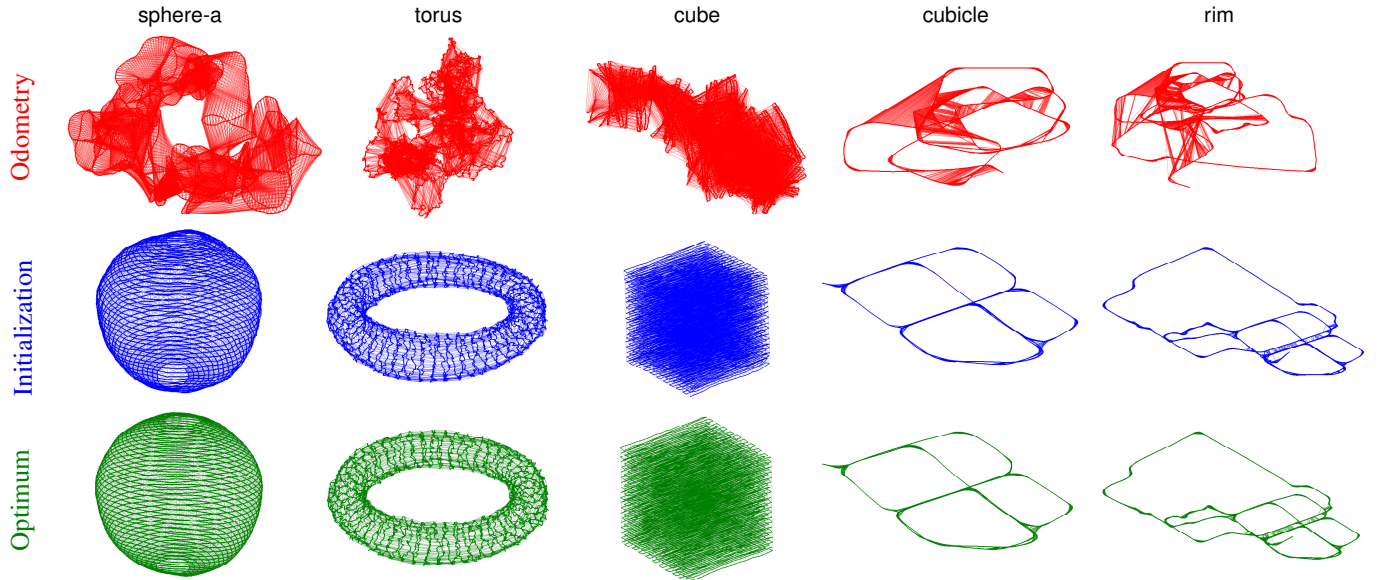 sphere-a torus cube cubicle rim
Odometry
Initialization
Optimum